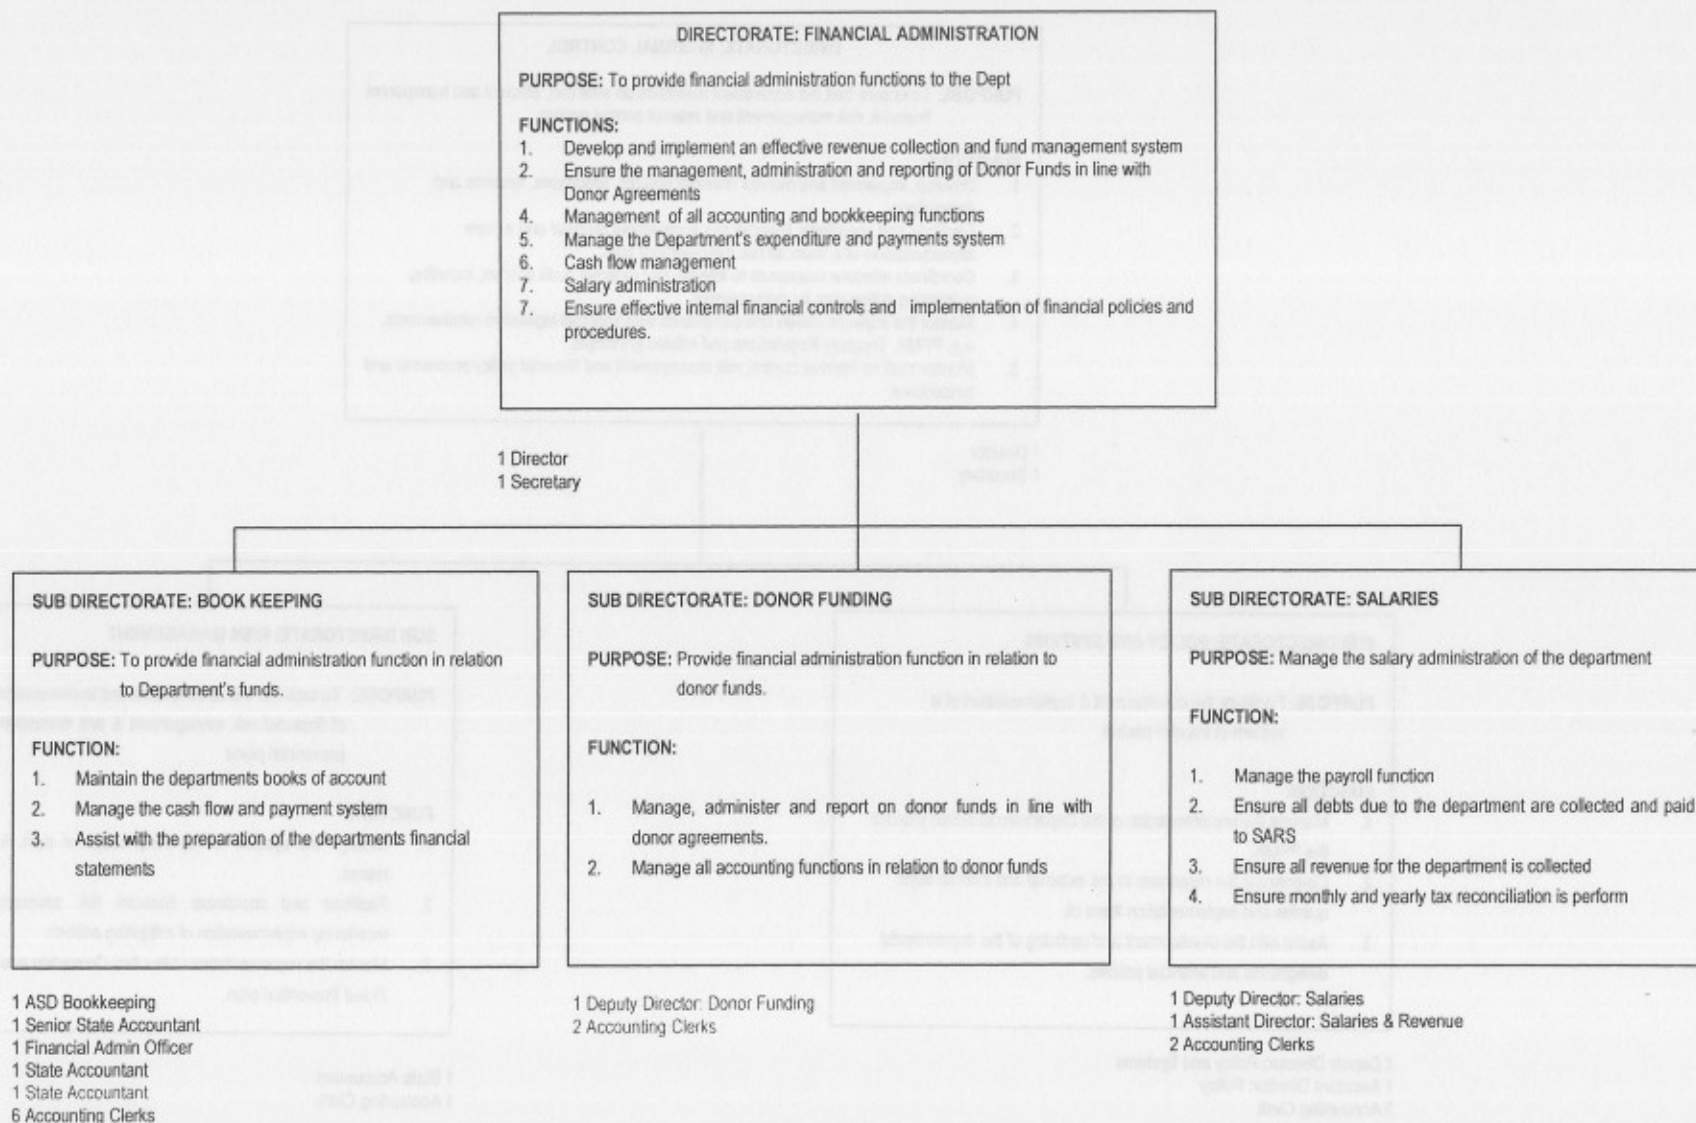 DIRECTORATE: FINANCIAL ADMINISTRATION
PURPOSE: To provide financial administration functions to the Dept
FUNCTIONS:
1. Develop and implement an effective revenue collection and fund management system
2. Ensure the management, administration and reporting of Donor Funds in line with
Donor Agreements
4. Management of all accounting and bookkeeping functions
5. Manage the Department's expenditure and payments system
6. Cash flow management
7. Salary administration
7. Ensure effective internal financial controls and implementation of financial policies and
procedures.
1 Director
1 Secretary
SUB DIRECTORATE: BOOK KEEPING
PURPOSE: To provide financial administration function in relation
to Department's funds.
FUNCTION:
1. Maintain the departments books of account
2. Manage the cash flow and payment system
3. Assist with the preparation of the departments financial
statements
1 ASD Bookkeeping
1 Senior State Accountant
1 Financial Admin Officer
1 State Accountant
1 State Accountant
6 Accounting Clerks
SUB DIRECTORATE: DONOR FUNDING
PURPOSE: Provide financial administration function in relation to
donor funds.
FUNCTION:
1. Manage, administer and report on donor funds in line with
donor agreements.
2. Manage all accounting functions in relation to donor funds
1 Deputy Director: Donor Funding
2 Accounting Clerks
SUB DIRECTORATE: SALARIES
PURPOSE: Manage the salary administration of the department
FUNCTION:
1. Manage the payroll function
2. Ensure all debts due to the department are collected and paid
to SARS
3. Ensure all revenue for the department is collected
4. Ensure monthly and yearly tax reconciliation is perform
1 Deputy Director: Salaries
1 Assistant Director: Salaries & Revenue
2 Accounting Clerks